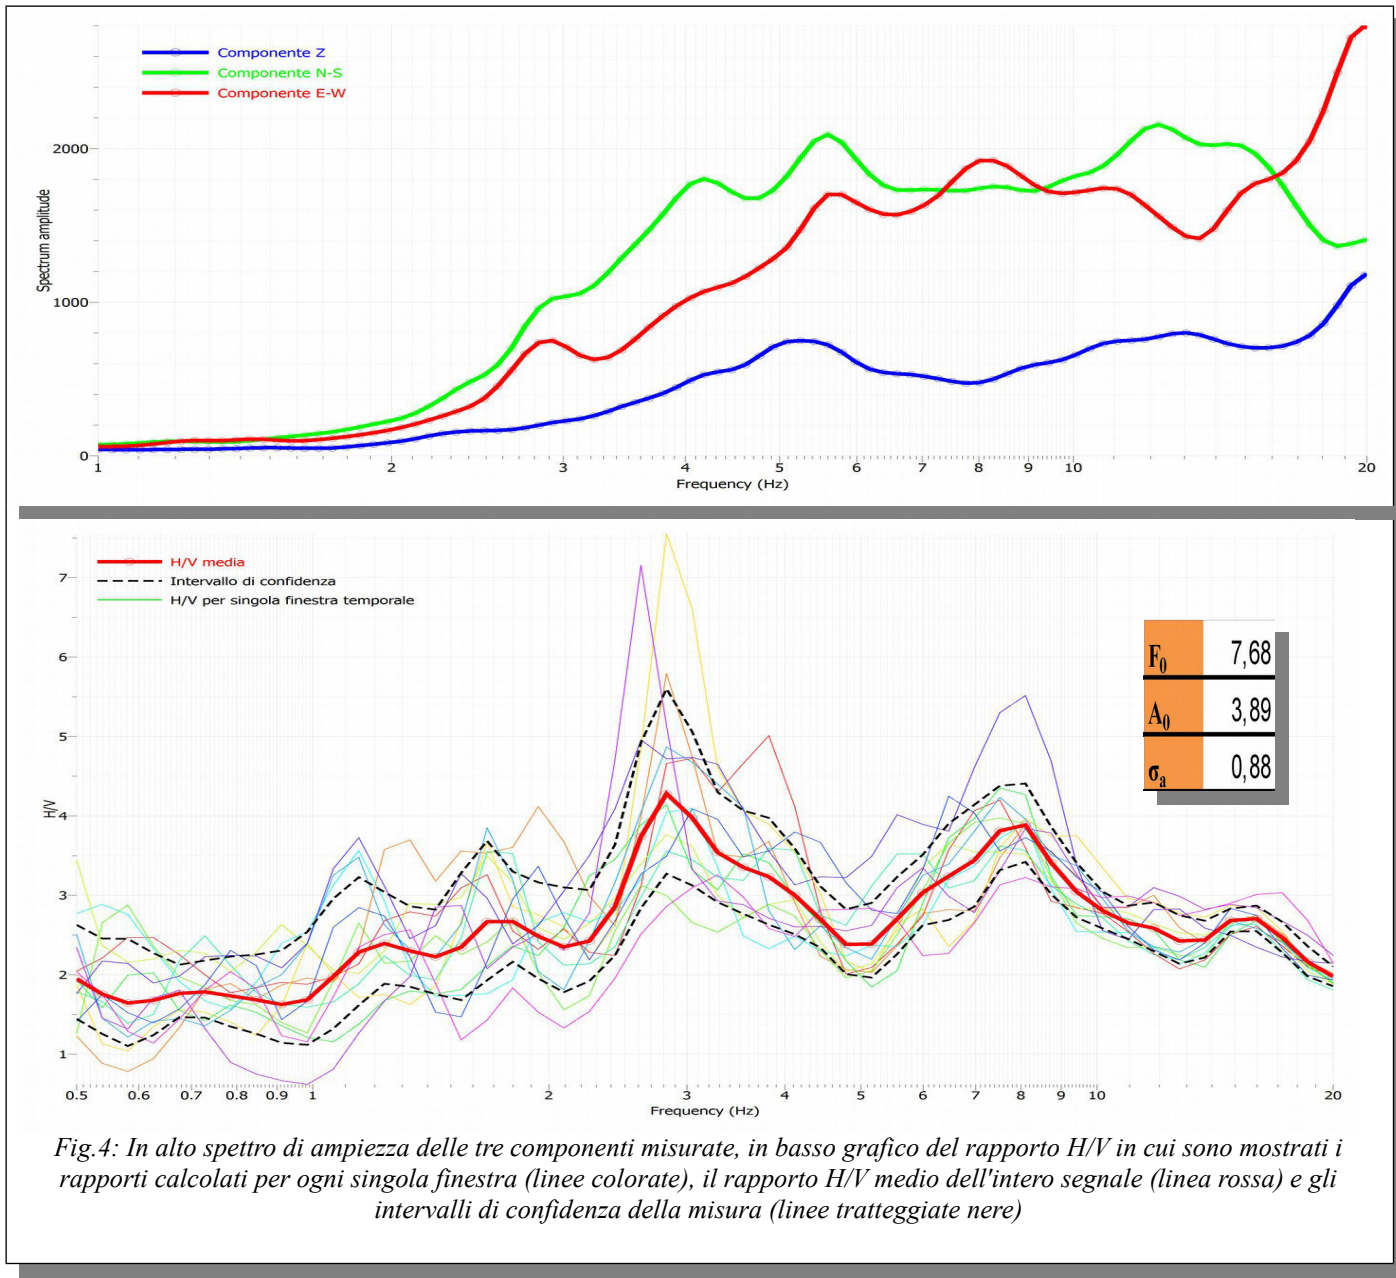 Componente Z
Componente N-S
Componente E-W
2000
1000
0
Spectrum amplitude
1 2 3 4 5 6 7 8 9 10 20
Frequency (Hz)
H/V media
Intervallo di confidenza
H/V per singola finestra temporale
7
6
5
4
3
2
1
H/V
F0 7,68
A0 3,89
σa 0,88
0.5 0.6 0.7 0.8 0.9 1 2 3 4 5 6 7 8 9 10 20
Frequency (Hz)
Fig.4: In alto spettro di ampiezza delle tre componenti misurate, in basso grafico del rapporto H/V in cui sono mostrati i
rapporti calcolati per ogni singola finestra (linee colorate), il rapporto H/V medio dell'intero segnale (linea rossa) e gli
intervalli di confidenza della misura (linee tratteggiate nere)